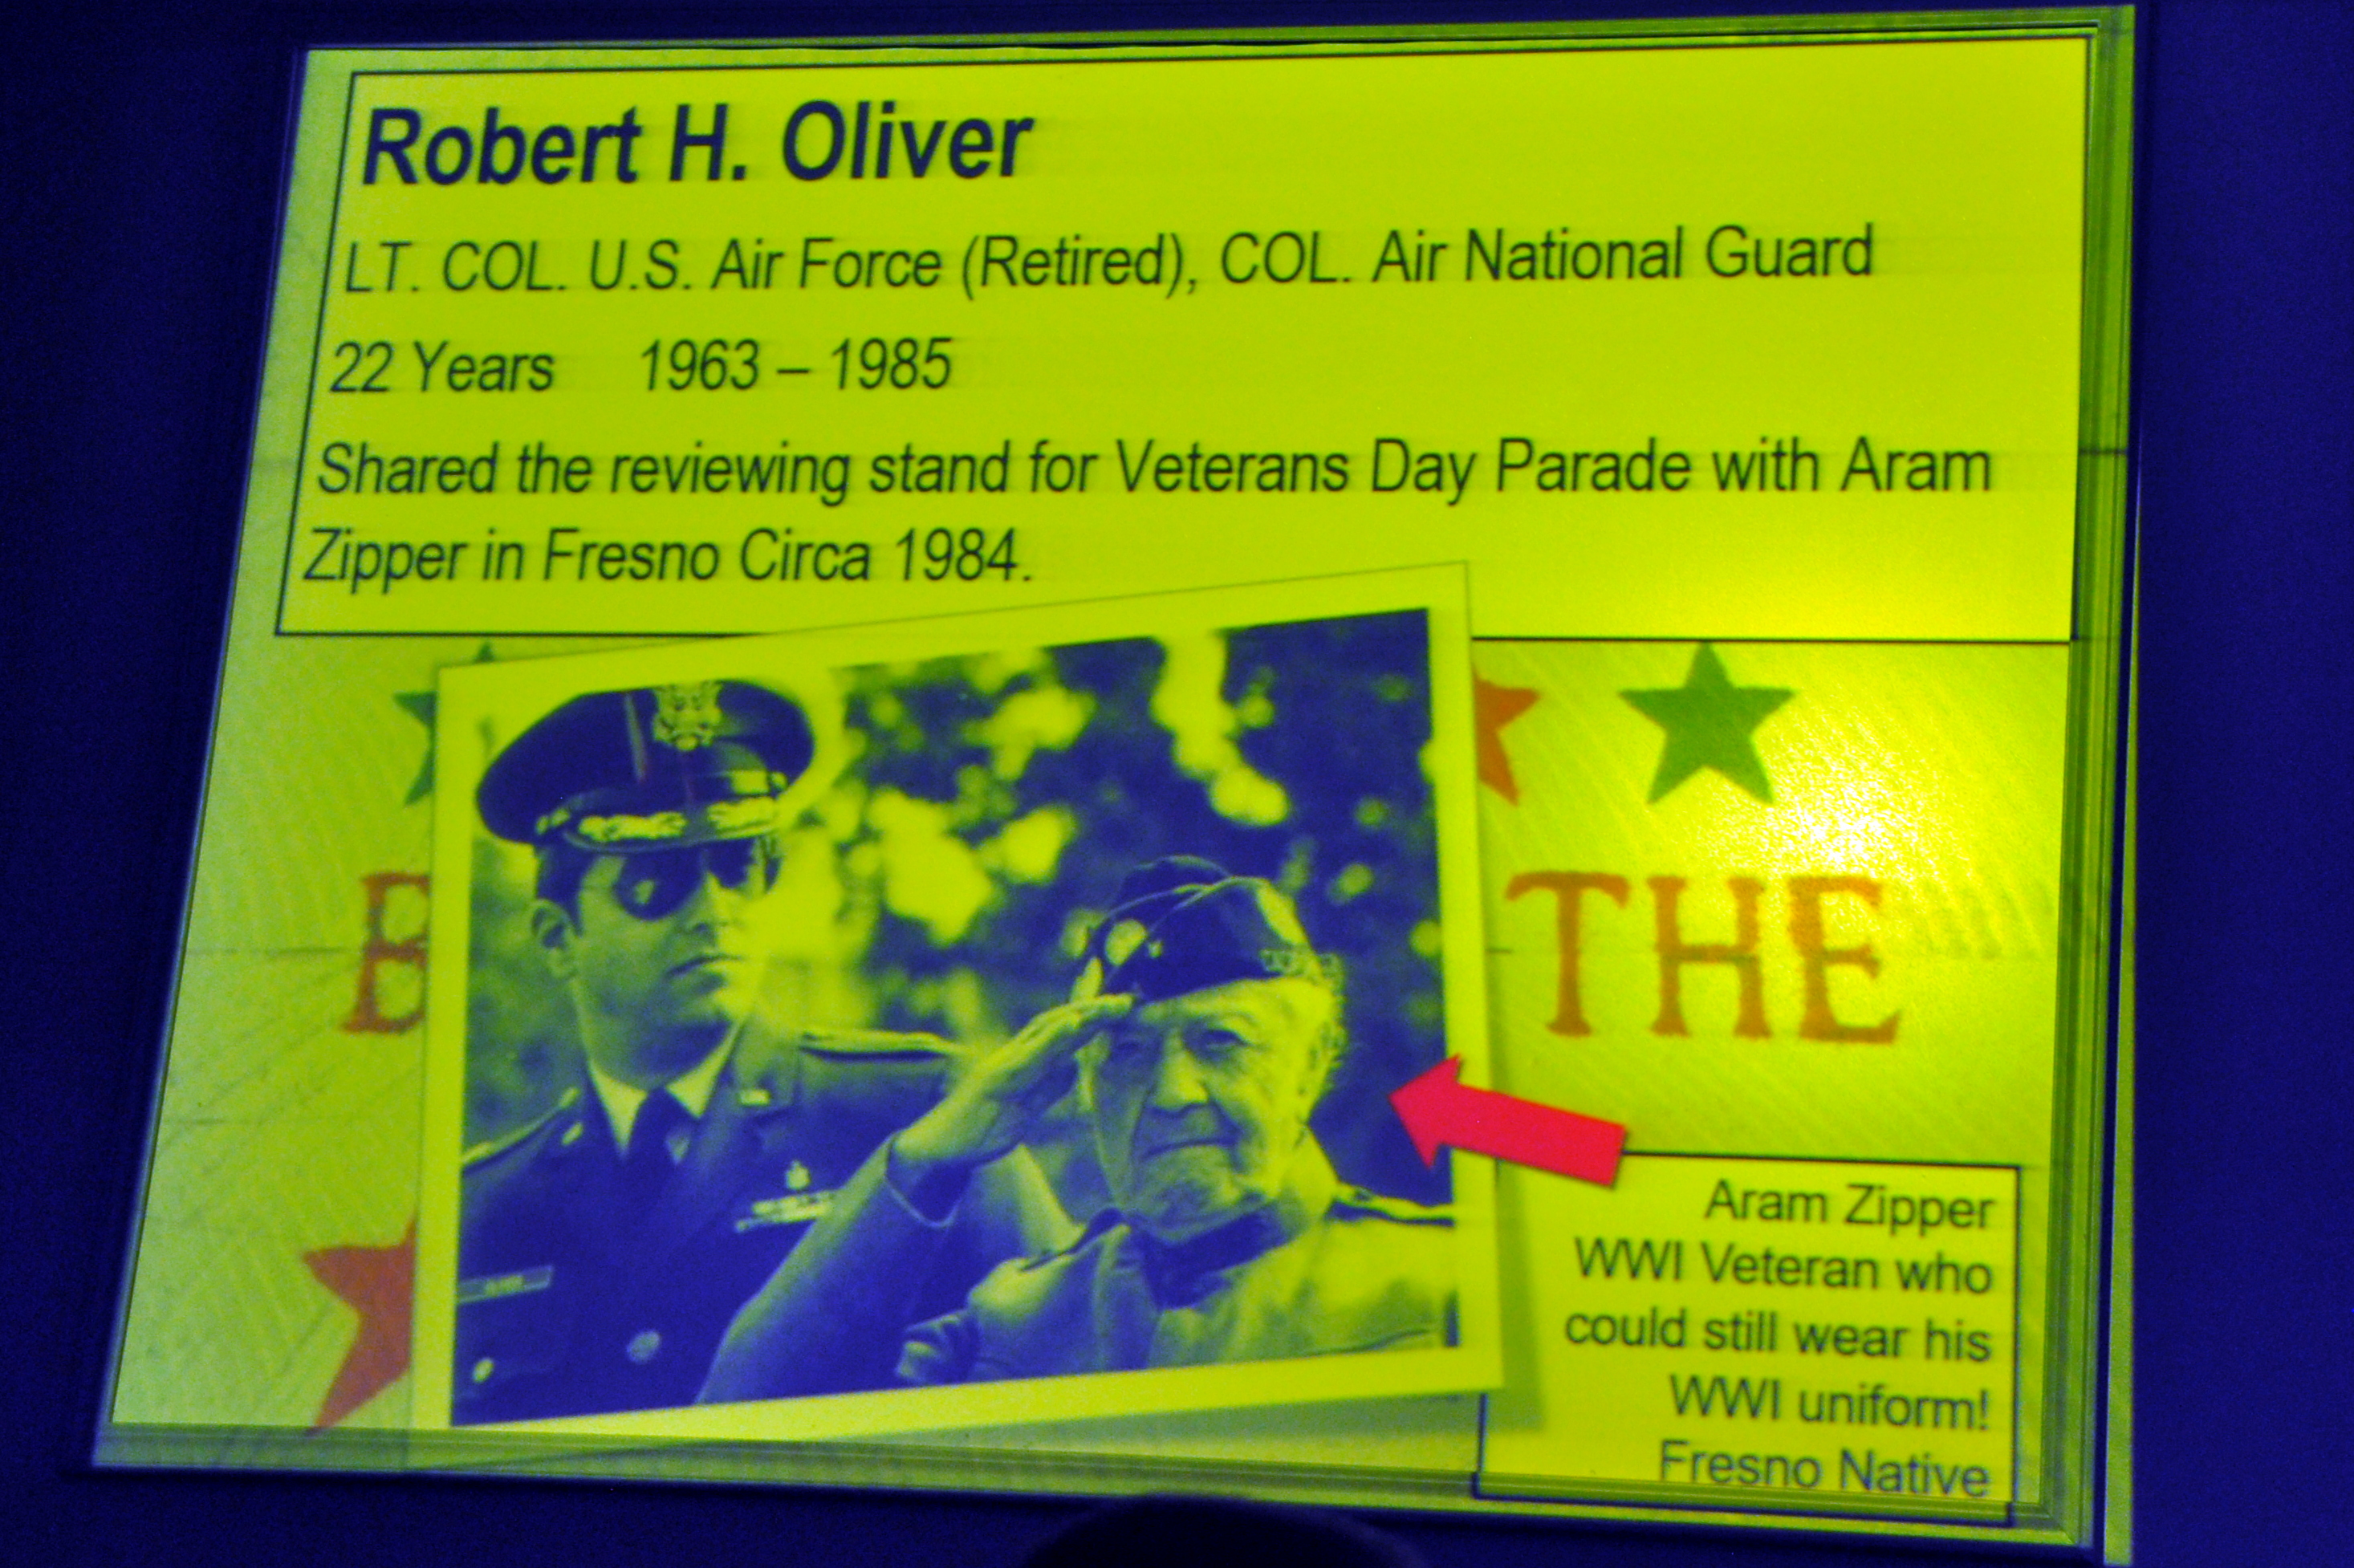 Robert H. Oliver
LT. COL. U.S. Air Force (Retired), COL. Air National Guard
22 Years 1963 – 1985
Shared the reviewing stand for Veterans Day Parade with Aram
Zipper in Fresno Circa 1984.
THE
Aram Zipper
WWI Veteran who
could still wear his
WWI uniform!
Fresno Native